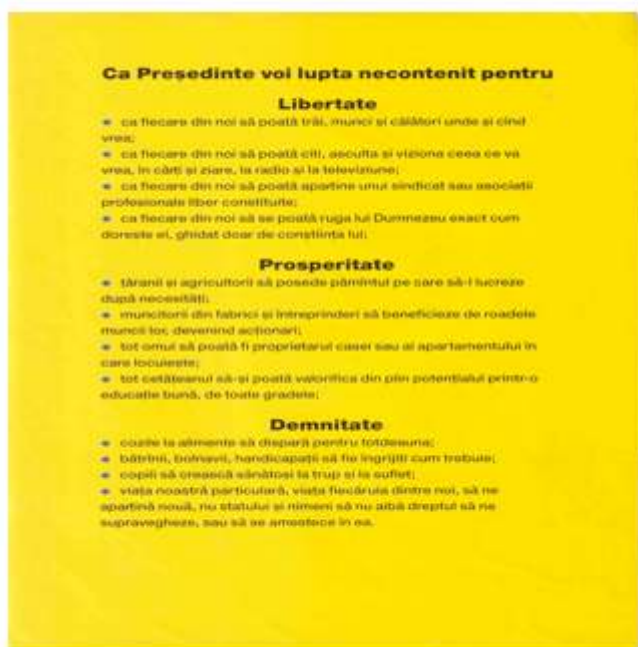 Ca Președinte voi lupta necontenit pentru
Libertate
• ca fiecare din noi să poată trăi, munci și călători unde și cînd
vrea;
• ca fiecare din noi să poată citi, asculta și viziona ceea ce va
vrea, în cărți și ziare, la radio și la televiziune;
• ca fiecare din noi să poată aparține unui sindicat sau asociații
profesionale liber constituite;
• ca fiecare din noi să se poată ruga lui Dumnezeu exact cum
dorește el, ghidat doar de conștiința lui;
Prosperitate
• țăranii și agricultorii să posede pămîntul pe care să-l lucreze
după necesități;
• muncitorii din fabrici și întreprinderi să beneficieze de roadele
muncii lor, devenind acționari;
• tot omul să poată fi proprietarul casei sau al apartamentului în
care locuiește;
• tot cetățeanul să-și poată valorifica din plin potențialul printr-o
educație bună, de toate gradele;
Demnitate
• cozile la alimente să dispară pentru totdeauna;
• bătrînii, bolnavii, handicapații să fie îngrijiți cum trebuie;
• copiii să crească sănătoși la trup și la suflet;
• viața noastră particulară, viața fiecăruia dintre noi, să ne
aparțină nouă, nu statului și nimeni să nu aibă dreptul să ne
supravegheze, sau să se amestece în ea.